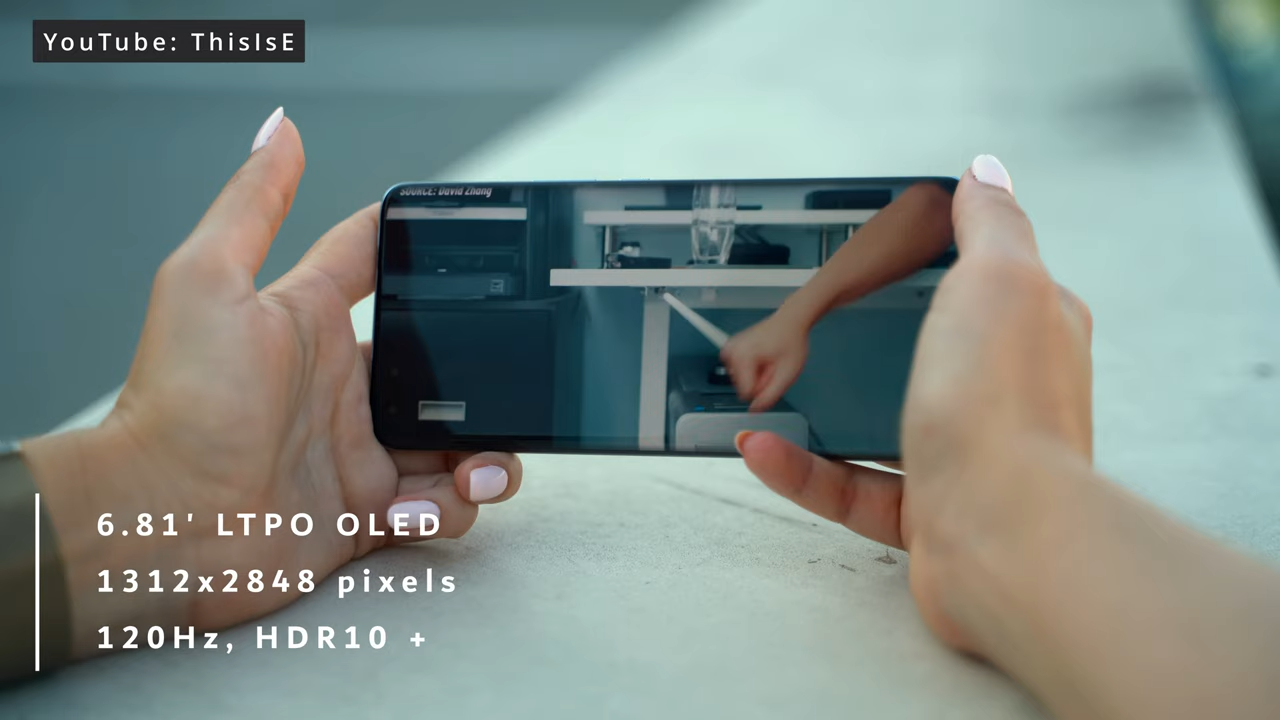 YouTube: ThisIsE
SOURCE: David Zhang
6.81' LTPO OLED
1312x2848 pixels
120Hz, HDR10 +